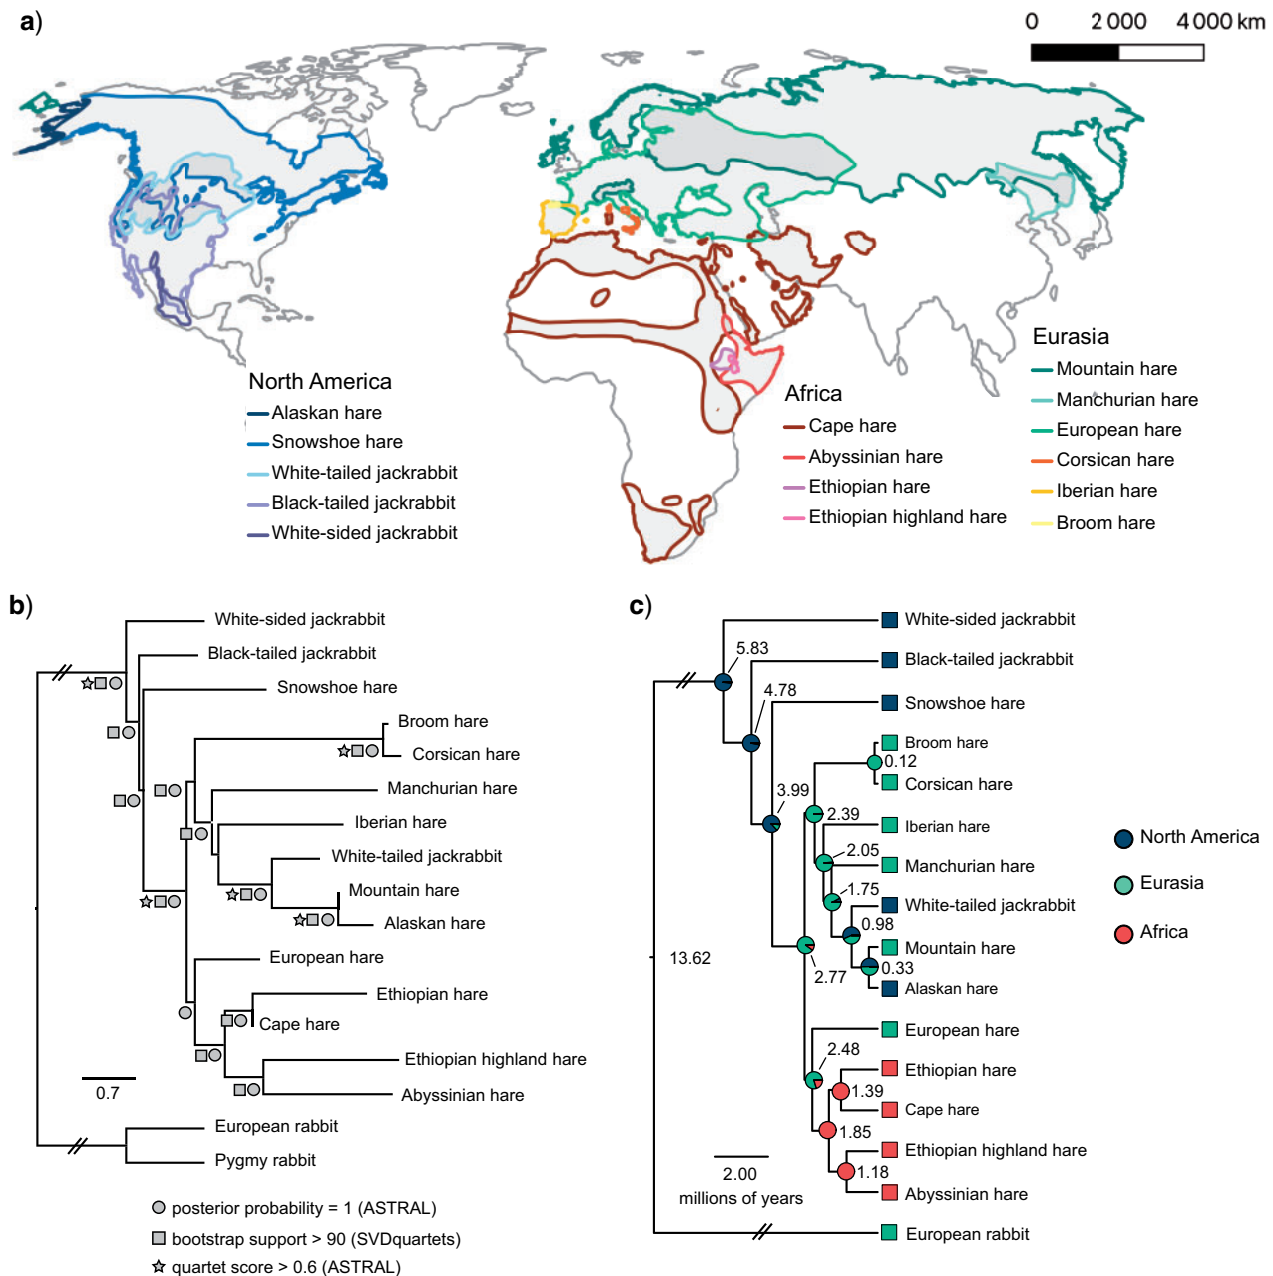 a)
0 2 000 4 000 km
North America
Alaskan hare
Snowshoe hare
White-tailed jackrabbit
Black-tailed jackrabbit
White-sided jackrabbit
Africa
Cape hare
Abyssinian hare
Ethiopian hare
Ethiopian highland hare
Eurasia
Mountain hare
Manchurian hare
European hare
Corsican hare
Iberian hare
Broom hare
b)
White-sided jackrabbit
Black-tailed jackrabbit
Snowshoe hare
Broom hare
Corsican hare
Manchurian hare
Iberian hare
White-tailed jackrabbit
Mountain hare
Alaskan hare
European hare
Ethiopian hare
Cape hare
Ethiopian highland hare
Abyssinian hare
European rabbit
Pygmy rabbit
0.7
posterior probability = 1 (ASTRAL)
bootstrap support > 90 (SVDquartets)
quartet score > 0.6 (ASTRAL)
c)
White-sided jackrabbit
5.83
Black-tailed jackrabbit
4.78
Snowshoe hare
Broom hare
0.12
Corsican hare
3.99
2.39
Iberian hare
2.05
Manchurian hare
1.75
White-tailed jackrabbit
0.98
Mountain hare
0.33
Alaskan hare
13.62
2.77
European hare
2.48
Ethiopian hare
1.39
Cape hare
1.85
Ethiopian highland hare
1.18
Abyssinian hare
European rabbit
2.00
millions of years
North America
Eurasia
Africa